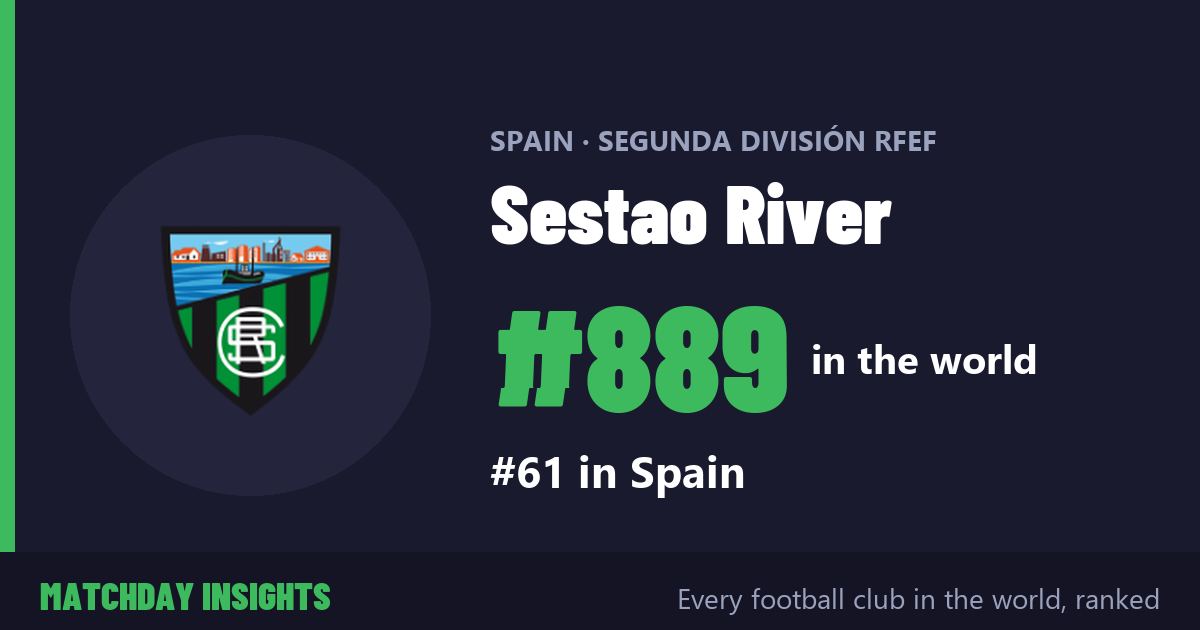 SPAIN · SEGUNDA DIVISIÓN RFEF
Sestao River
#889 in the world
#61 in Spain
MATCHDAY INSIGHTS
Every football club in the world, ranked